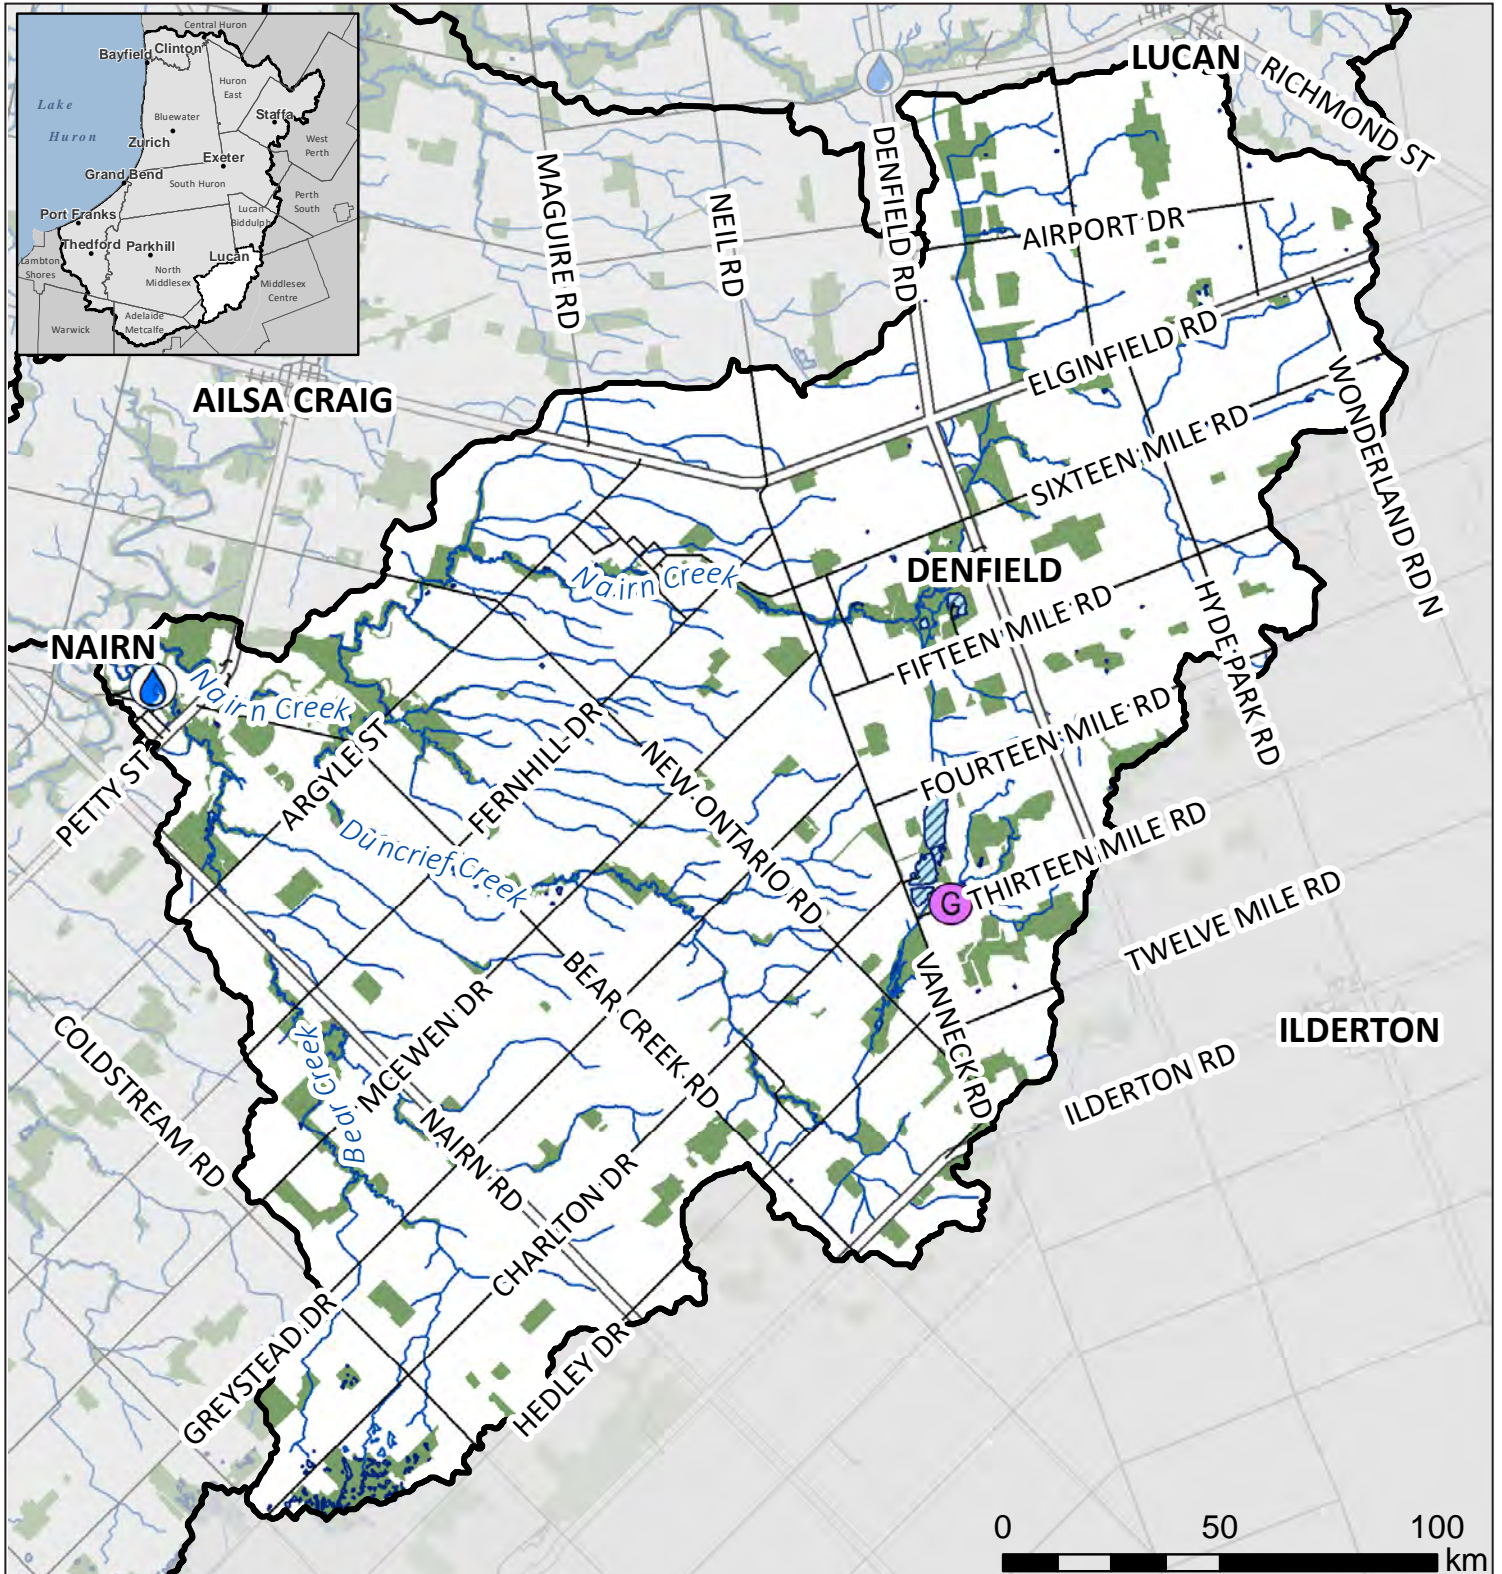 Central Huron
Bayfield
Clinton
Lake
Huron
Huron
East
Bluewater
Staffa
Zurich
West
Perth
Exeter
Grand Bend
South Huron
Perth
South
Port Franks
Lucan
Biddulph
Thedford
Parkhill
Lucan
Lambton
Shores
North
Middlesex
Middlesex
Centre
Adelaide
Metcalfe
Warwick
LUCAN
RICHMOND ST
DENFIELD RD
MAGUIRE RD
NEIL RD
AIRPORT DR
ELGINFIELD RD
AILSA CRAIG
WONDERLAND RD N
SIXTEEN MILE RD
DENFIELD
Nairn Creek
FIFTEEN MILE RD
HYDE PARK RD
NAIRN
Nairn Creek
FOURTEEN MILE RD
PETTY ST
ARGYLE ST
FERNHILL DR
NEW ONTARIO RD
THIRTEEN MILE RD
Duncrief Creek
G
TWELVE MILE RD
VANNECK RD
BEAR CREEK RD
MCEWEN DR
COLDSTREAM RD
Bear Creek
ILDERTON
ILDERTON RD
NAIRN RD
CHARLTON DR
GREYSTEAD DR
HEDLEY DR
0 50 100
km